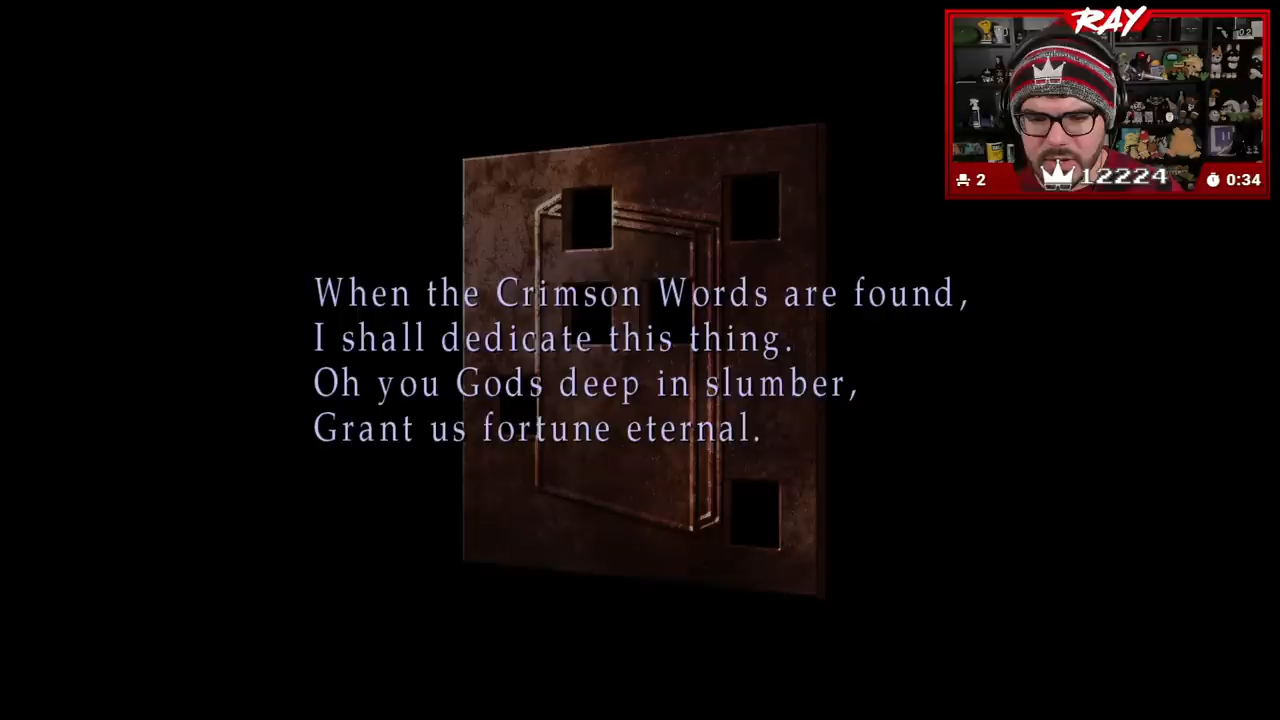 RAY
2
12224
0:34
When the Crimson Words are found,
I shall dedicate this thing.
Oh you Gods deep in slumber,
Grant us fortune eternal.